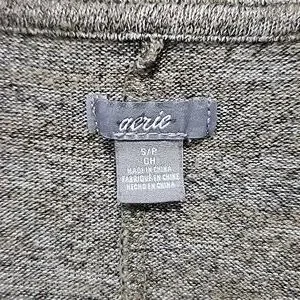 aerie
S/P
CH
MADE IN CHINA
FABRIQUÉ EN CHINE
HECHO EN CHINA